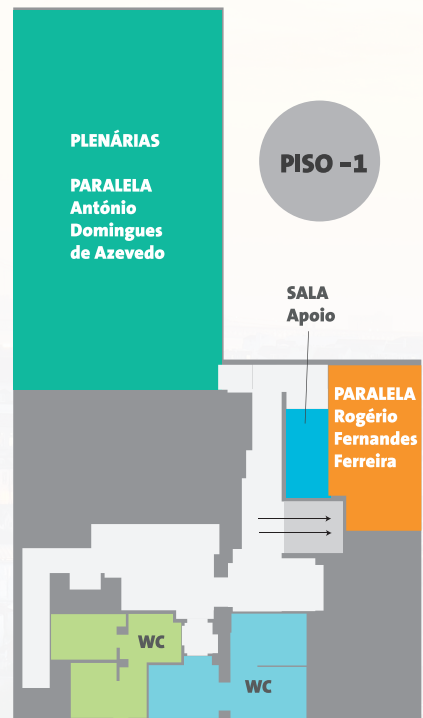 PLENÁRIAS
PARALELA
António
Domingues
de Azevedo
PISO -1
SALA
Apoio
PARALELA
Rogério
Fernandes
Ferreira
WC
WC